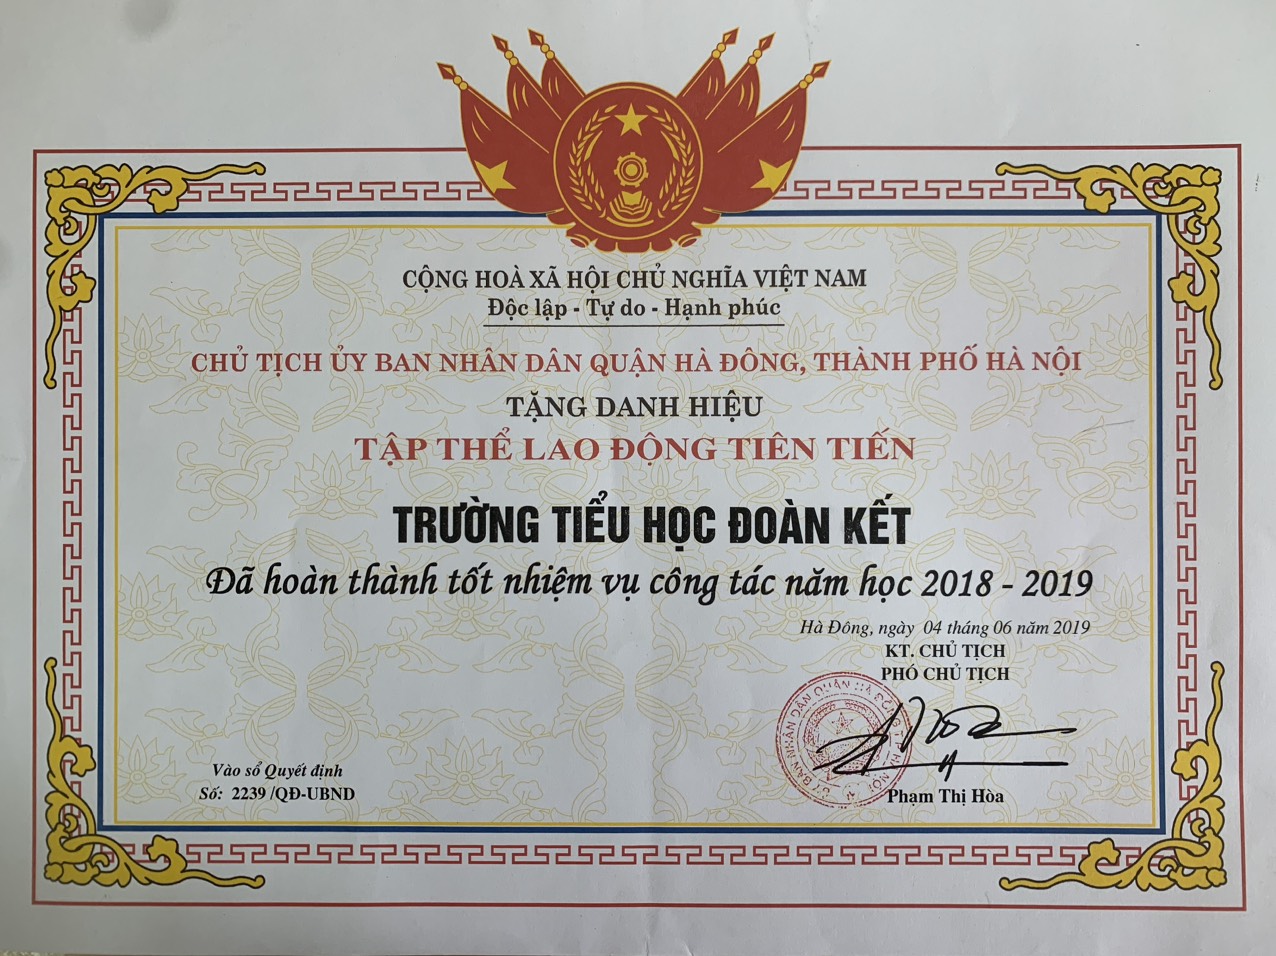 CỘNG HOÀ XÃ HỘI CHỦ NGHĨA VIỆT NAM
Độc lập - Tự do - Hạnh phúc
CHỦ TỊCH ỦY BAN NHÂN DÂN QUẬN HÀ ĐÔNG, THÀNH PHỐ HÀ NỘI
TẶNG DANH HIỆU
TẬP THỂ LAO ĐỘNG TIÊN TIẾN
TRƯỜNG TIỂU HỌC ĐOÀN KẾT
Đã hoàn thành tốt nhiệm vụ công tác năm học 2018 - 2019
Hà Đông, ngày 04 tháng 06 năm 2019
KT. CHỦ TỊCH
PHÓ CHỦ TỊCH
Phạm Thị Hòa
Vào sổ Quyết định
Số: 2239 /QĐ-UBND